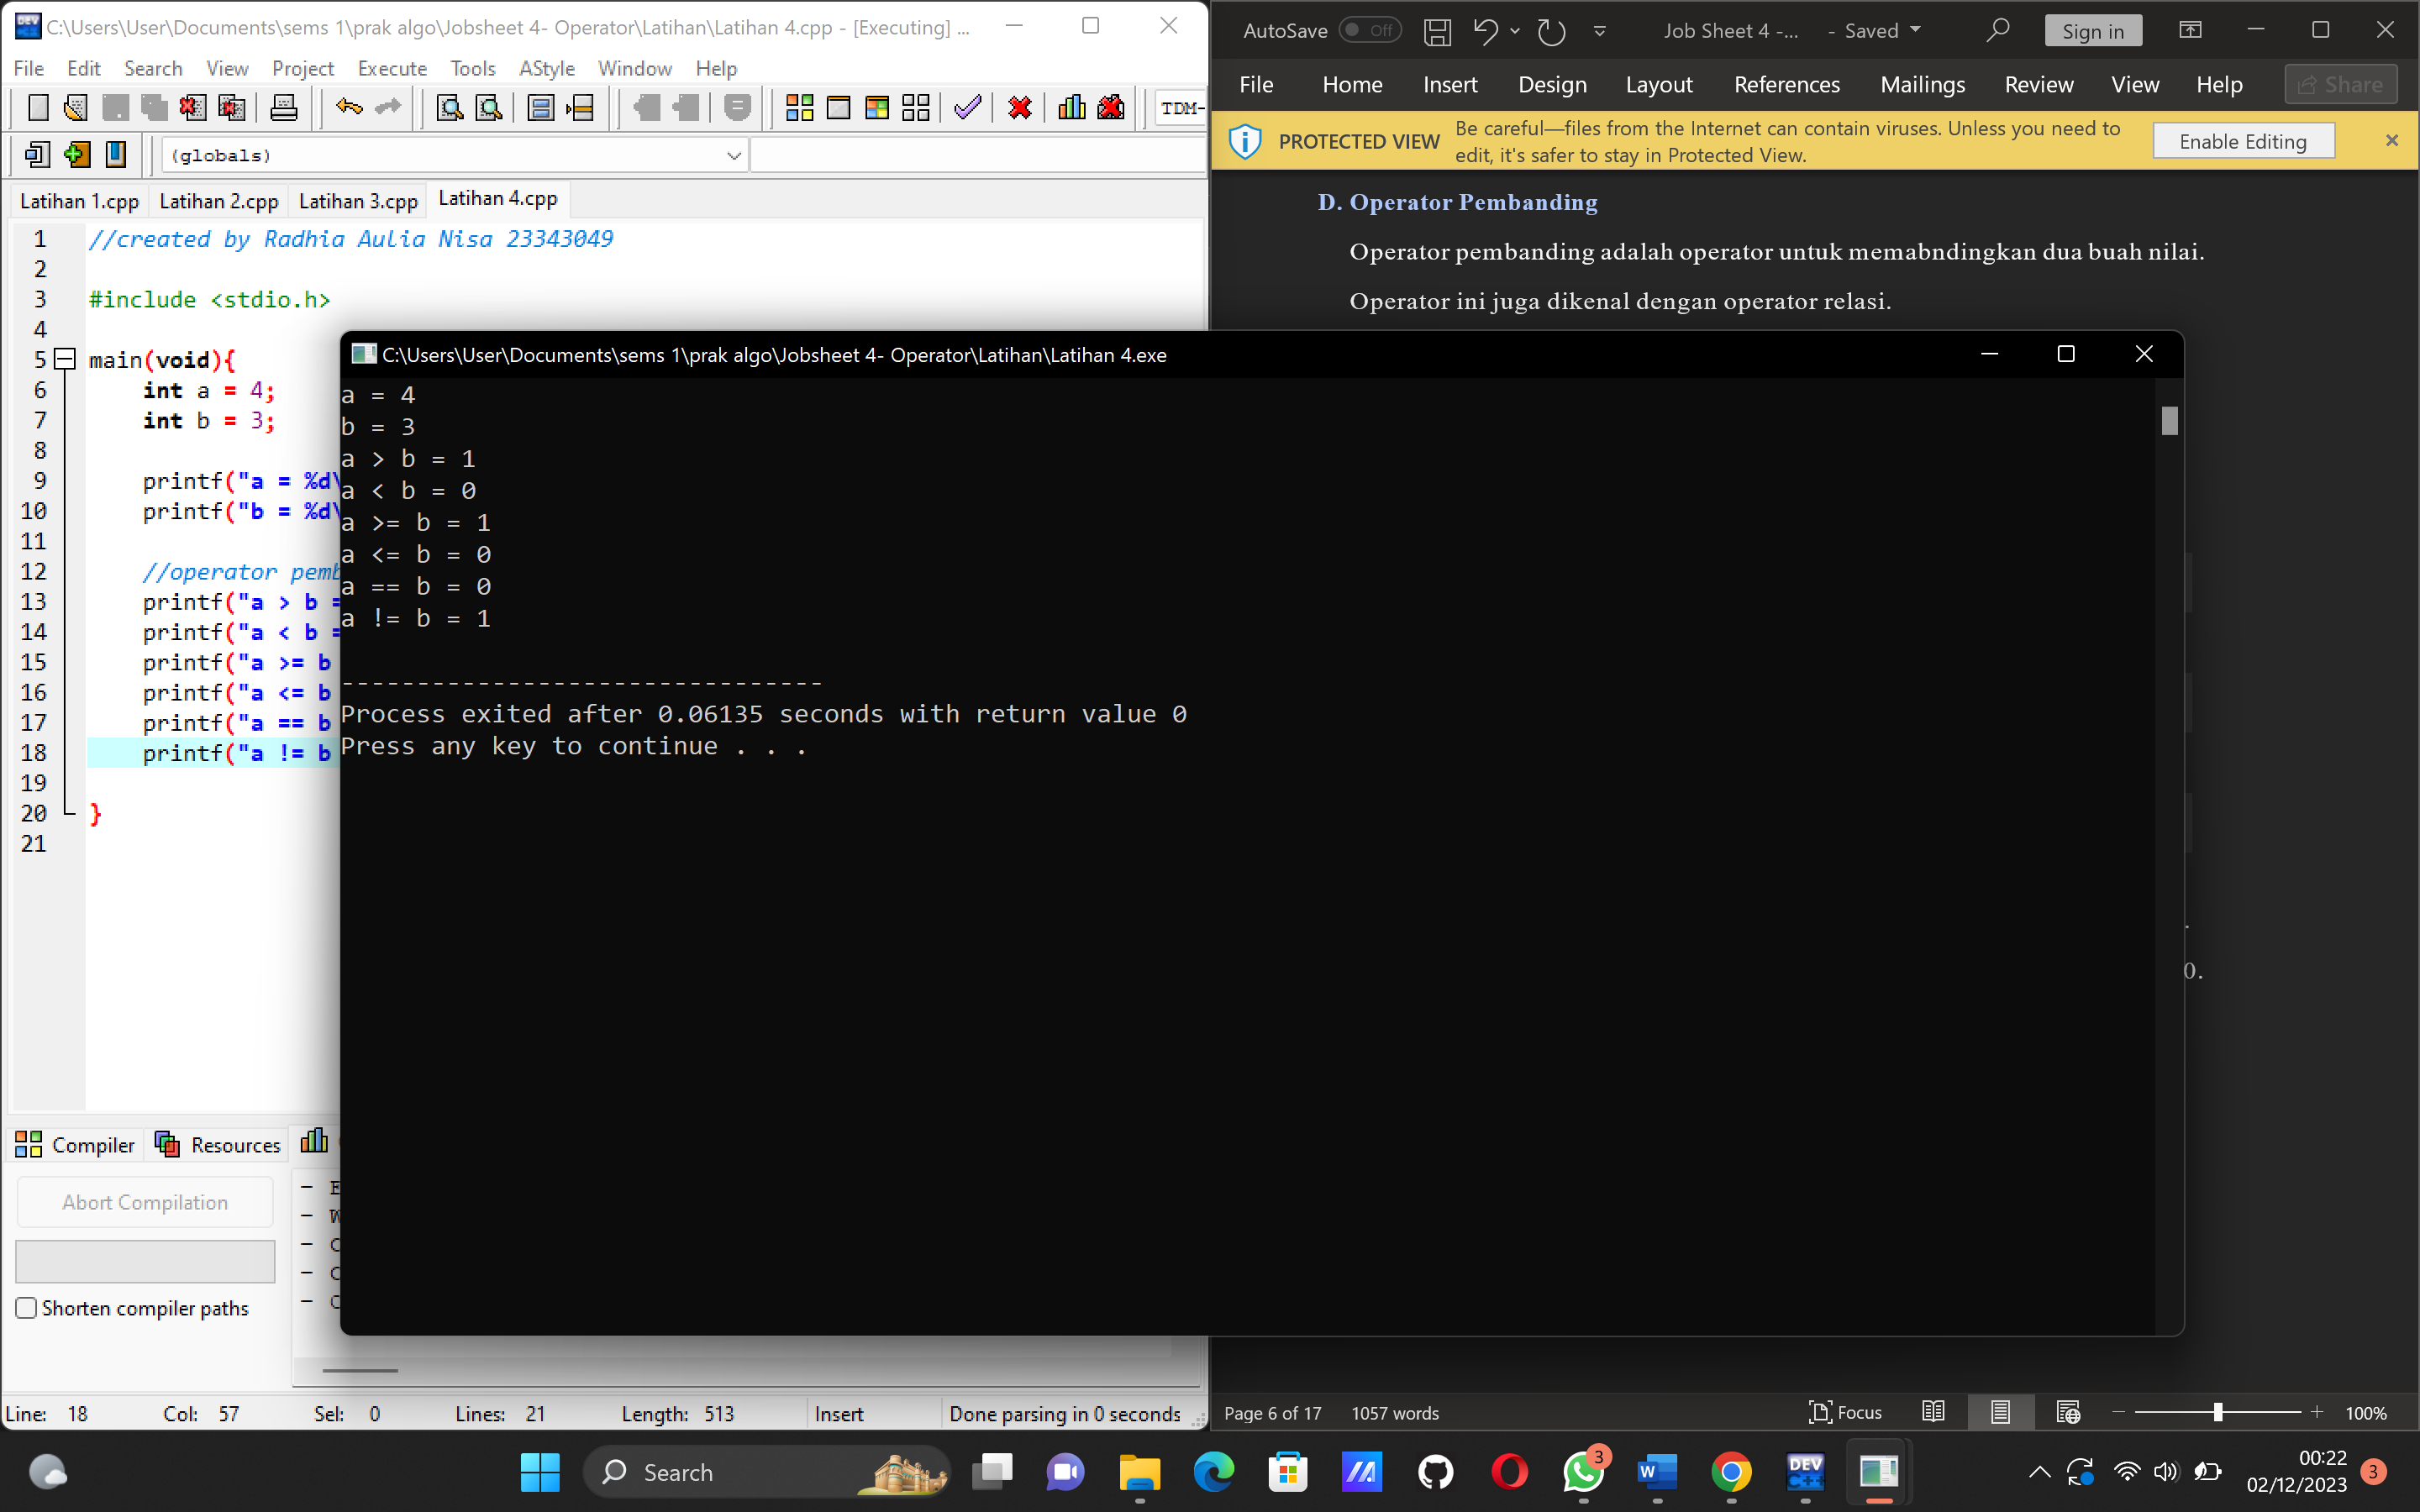 C:\Users\User\Documents\sems 1\prak algo\Jobsheet 4- Operator\Latihan\Latihan 4.cpp - [Executing] ...
File Edit Search View Project Execute Tools AStyle Window Help
TDM-
(globals)
Latihan 1.cpp Latihan 2.cpp Latihan 3.cpp Latihan 4.cpp
1 //created by Radhia Aulia Nisa 23343049
2
3 #include <stdio.h>
4
5 main(void){
6 int a = 4;
7 int b = 3;
8
9 printf("a = %d\
10 printf("b = %d\
11
12 //operator pemb
13 printf("a > b =
14 printf("a < b =
15 printf("a >= b
16 printf("a <= b
17 printf("a == b
18 printf("a != b
19
20 }
21
Compiler Resources
Abort Compilation
Shorten compiler paths
Line: 18 Col: 57 Sel: 0 Lines: 21 Length: 513 Insert Done parsing in 0 seconds
C:\Users\User\Documents\sems 1\prak algo\Jobsheet 4- Operator\Latihan\Latihan 4.exe
a = 4
b = 3
a > b = 1
a < b = 0
a >= b = 1
a <= b = 0
a == b = 0
a != b = 1
--------------------------------
Process exited after 0.06135 seconds with return value 0
Press any key to continue . . .
AutoSave Off Job Sheet 4 -... - Saved Sign in
File Home Insert Design Layout References Mailings Review View Help Share
PROTECTED VIEW Be careful—files from the Internet can contain viruses. Unless you need to
edit, it's safer to stay in Protected View.
Enable Editing
D. Operator Pembanding
Operator pembanding adalah operator untuk memabndingkan dua buah nilai.
Operator ini juga dikenal dengan operator relasi.
.
0.
Page 6 of 17 1057 words Focus 100%
Search
DEV C++
3
00:22
02/12/2023
3